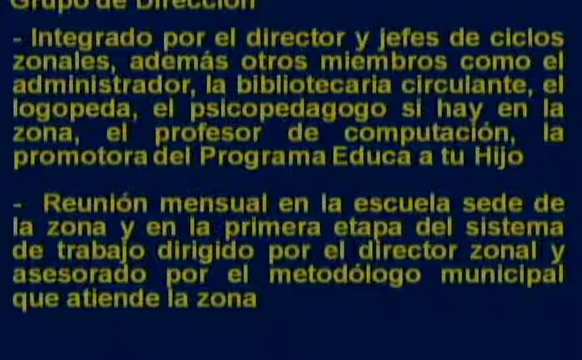 Grupo de Dirección
- Integrado por el director y jefes de ciclos
zonales, además otros miembros como el
administrador, la bibliotecaria circulante, el
logopeda, el psicopedagogo si hay en la
zona, el profesor de computación, la
promotora del Programa Educa a tu Hijo
- Reunión mensual en la escuela sede de
la zona y en la primera etapa del sistema
de trabajo dirigido por el director zonal y
asesorado por el metodólogo municipal
que atiende la zona